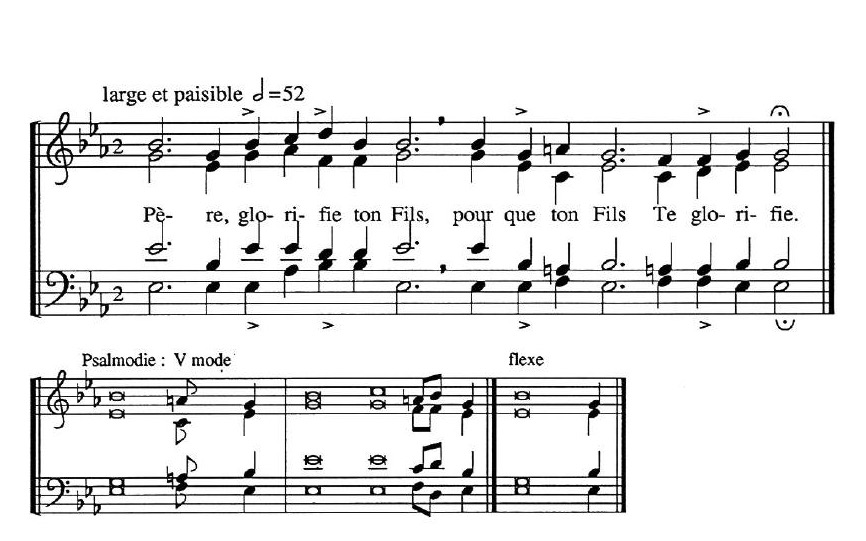 large et paisible 𝅗𝅥=52
Pè- re, glo- ri- fie ton Fils, pour que ton Fils Te glo- ri- fie.
Psalmodie : V mode
flexe